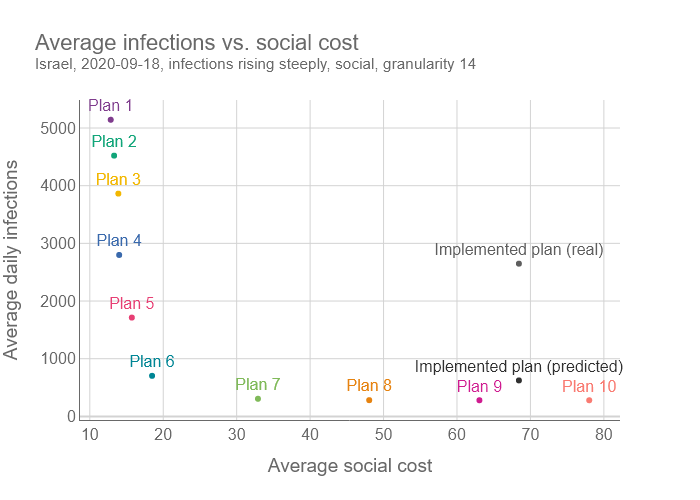 Average infections vs. social cost
Israel, 2020-09-18, infections rising steeply, social, granularity 14
Plan 1
5000
Plan 2
Plan 3
4000
Plan 4
3000
Implemented plan (real)
Plan 5
2000
Plan 6
1000
Implemented plan (predicted)
Plan 7
Plan 8
Plan 9
Plan 10
0
10 20 30 40 50 60 70 80
Average social cost
Average daily infections